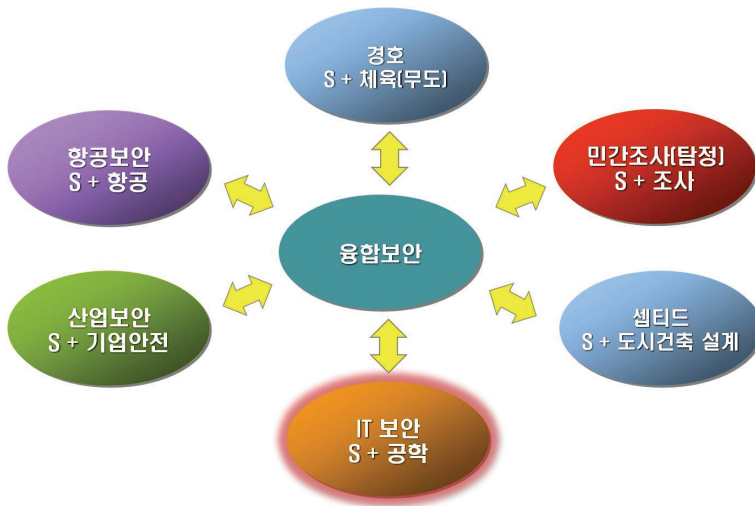 경호
S + 체육(무도)
항공보안
S + 항공
민간조사(탐정)
S + 조사
융합보안
산업보안
S + 기업안전
셉티드
S + 도시건축 설계
IT 보안
S + 공학